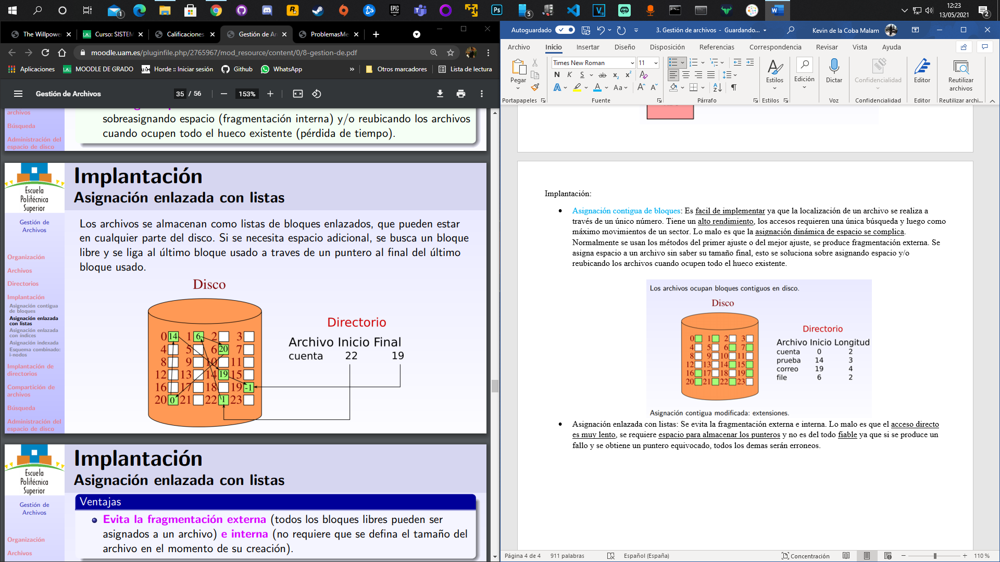 12:23
13/05/2021
1
5
2
The Willpowe
Curso: SISTEM
Calificaciones
Gestión de Ar
ProblemasMe
moodle.uam.es/pluginfile.php/2765967/mod_resource/content/0/8-gestion-de.pdf
Aplicaciones MOODLE DE GRADO Horde :: Iniciar sesión Github WhatsApp » Otros marcadores Lista de lectura
Gestión de Archivos 35 / 56 153%
archivos
Búsqueda
Administración del
espacio de disco
sobreasignando espacio (fragmentación interna) y/o reubicando los archivos
cuando ocupen todo el hueco existente (pérdida de tiempo).
Escuela
Politécnica
Superior
Gestión de
Archivos
Organización
Archivos
Directorios
Implantación
Asignación contigua
de bloques
Asignación enlazada
con listas
Asignación enlazada
con índices
Asignación indexada
Esquema combinado:
i-nodos
Implantación de
directorios
Compartición de
archivos
Búsqueda
Administración del
espacio de disco
Implantación
Asignación enlazada con listas
Los archivos se almacenan como listas de bloques enlazados, que pueden estar
en cualquier parte del disco. Si se necesita espacio adicional, se busca un bloque
libre y se liga al último bloque usado a traves de un puntero al final del último
bloque usado.
Disco
0 14 1 6 2 3
4 5 6 20 7
8 9 10 11
12 13 14 19 15
16 17 18 19 -1
20 0 21 22 1 23
Directorio
Archivo Inicio Final
cuenta 22 19
Escuela
Politécnica
Superior
Gestión de
Archivos
Organización
Archivos
Implantación
Asignación enlazada con listas
Ventajas
Evita la fragmentación externa (todos los bloques libres pueden ser
asignados a un archivo) e interna (no requiere que se defina el tamaño del
archivo en el momento de su creación).
Autoguardado 3. Gestión de archivos - Guardando... Kevin de la Coba Malam
Archivo Inicio Insertar Diseño Disposición Referencias Correspondencia Revisar Vista Ayuda
Times New Roman 11
N K S ab x₂ x²
A A Aa A A
Pegar
Estilos
Edición
Dictar
Confidencialidad
Editor
Reutilizar
archivos
Portapapeles Fuente Párrafo Estilos Voz Confidencialidad Editor Reutilizar archi...
Implantación:
• Asignación contigua de bloques: Es facil de implementar ya que la localización de un archivo se realiza a
través de un único número. Tiene un alto rendimiento, los accesos requieren una única búsqueda y luego como
máximo movimientos de un sector. Lo malo es que la asignación dinámica de espacio se complica.
Normalmente se usan los métodos del primer ajuste o del mejor ajuste, se produce fragmentación externa. Se
asigna espacio a un archivo sin saber su tamaño final, esto se soluciona sobre asignando espacio y/o
reubicando los archivos cuando ocupen todo el hueco existente.
Los archivos ocupan bloques contiguos en disco.
Disco
0 1 2 3
4 5 6 7
8 9 10 11
12 13 14 15
16 17 18 19
20 21 22 23
Directorio
Archivo Inicio Longitud
cuenta 0 2
prueba 14 3
correo 19 4
file 6 2
Asignación contigua modificada: extensiones.
• Asignación enlazada con listas: Se evita la fragmentación externa e interna. Lo malo es que el acceso directo
es muy lento, se requiere espacio para almacenar los punteros y no es del todo fiable ya que si se produce un
fallo y se obtiene un puntero equivocado, todos los demas serán erroneos.
Página 4 de 4 911 palabras Español (España) Concentración 110 %